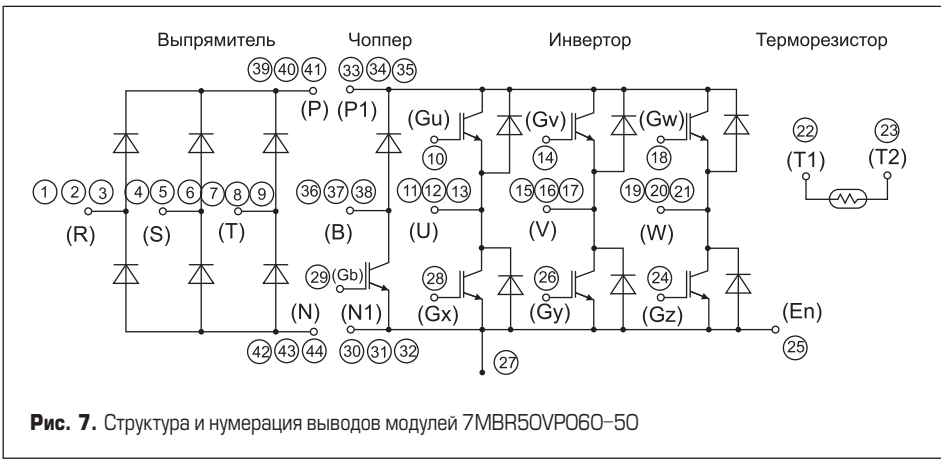 Выпрямитель Чоппер Инвертор Терморезистор
39 40 41 33 34 35
(P) (P1)
(Gu) (Gv) (Gw)
10 14 18
22 23
(T1) (T2)
1 2 3 4 5 6 7 8 9 36 37 38 11 12 13 15 16 17 19 20 21
(R) (S) (T) (B) (U) (V) (W)
29 (Gb) 28 26 24
(N) (N1) (Gx) (Gy) (Gz) (En)
42 43 44 30 31 32 27 25
Рис. 7. Структура и нумерация выводов модулей 7MBR50VP060–50